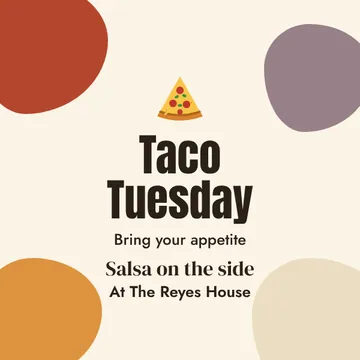 Taco
Tuesday
Bring your appetite
Salsa on the side
At The Reyes House